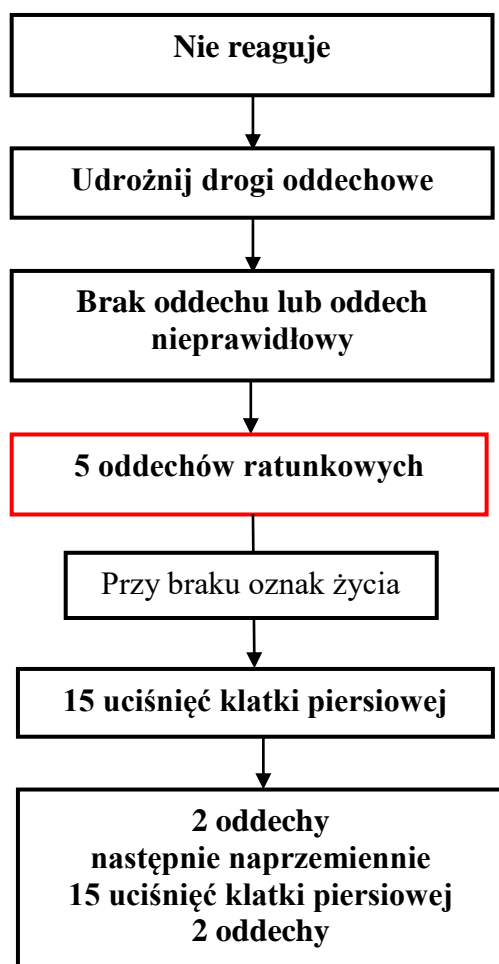 Nie reaguje
Udrożnij drogi oddechowe
Brak oddechu lub oddech
nieprawidłowy
5 oddechów ratunkowych
Przy braku oznak życia
15 uciśnięć klatki piersiowej
2 oddechy
następnie naprzemiennie
15 uciśnięć klatki piersiowej
2 oddechy